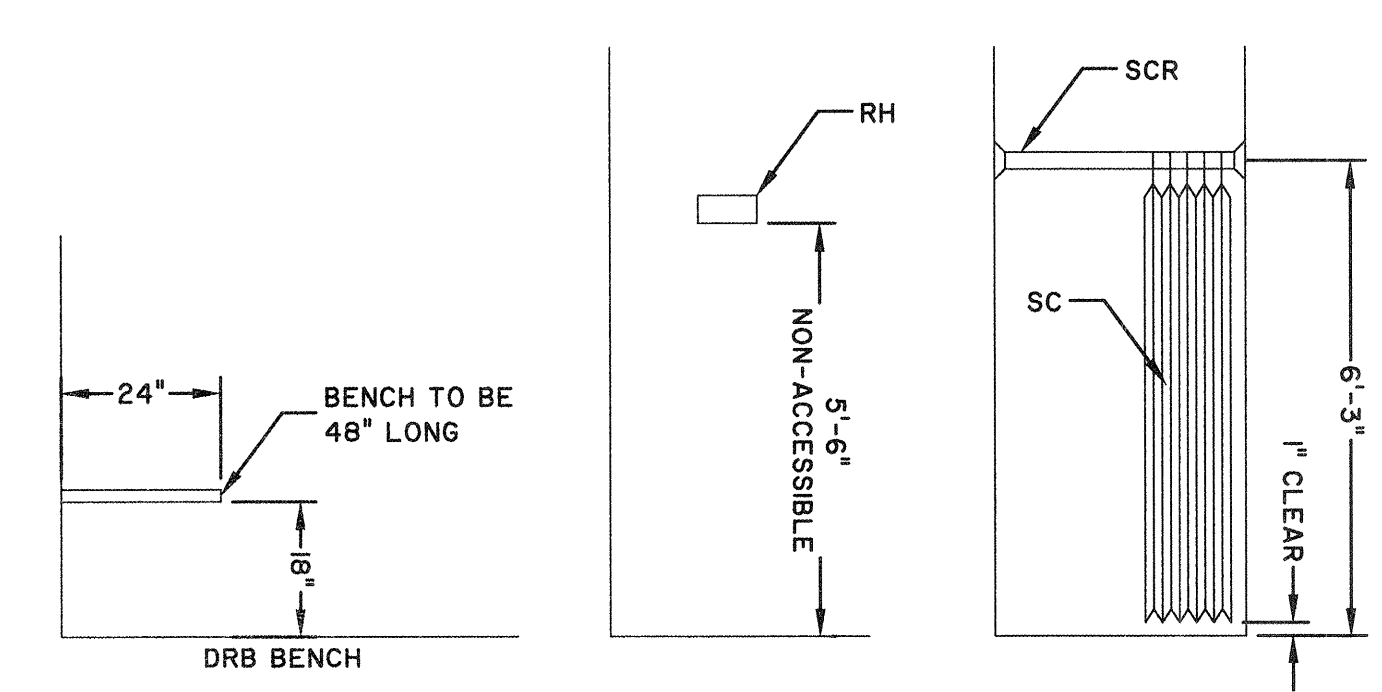 24"
BENCH TO BE
48" LONG
18"
DRB BENCH
RH
5'-6"
NON-ACCESSIBLE
SCR
SC
6'-3"
1" CLEAR